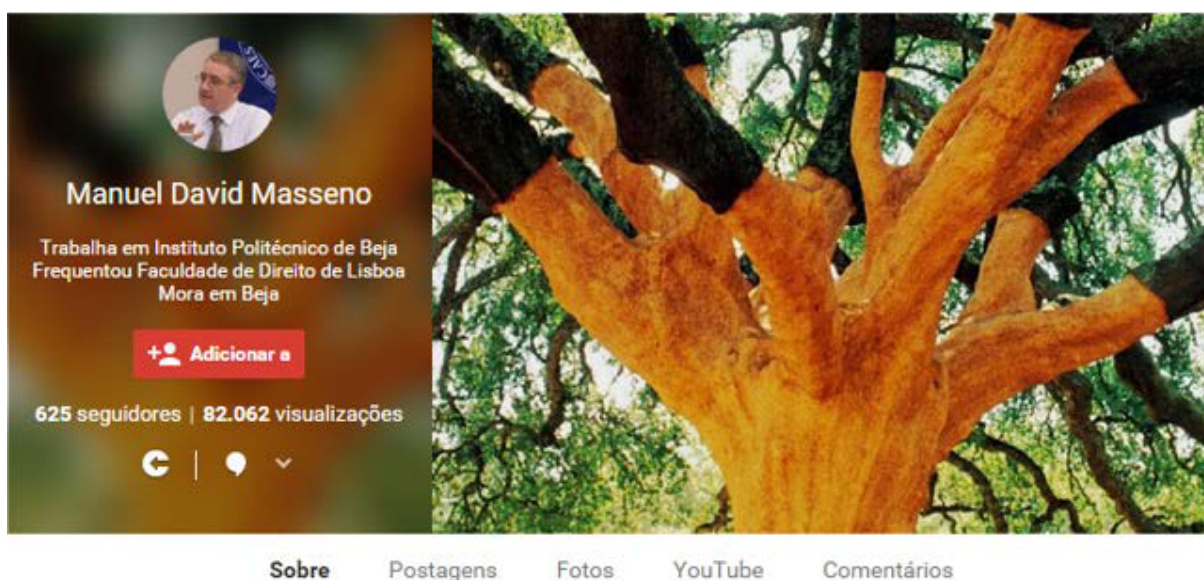 Manuel David Masseno
Trabalha em Instituto Politécnico de Beja
Frequentou Faculdade de Direito de Lisboa
Mora em Beja
Adicionar a
625 seguidores | 82.062 visualizações
Sobre Postagens Fotos YouTube Comentários